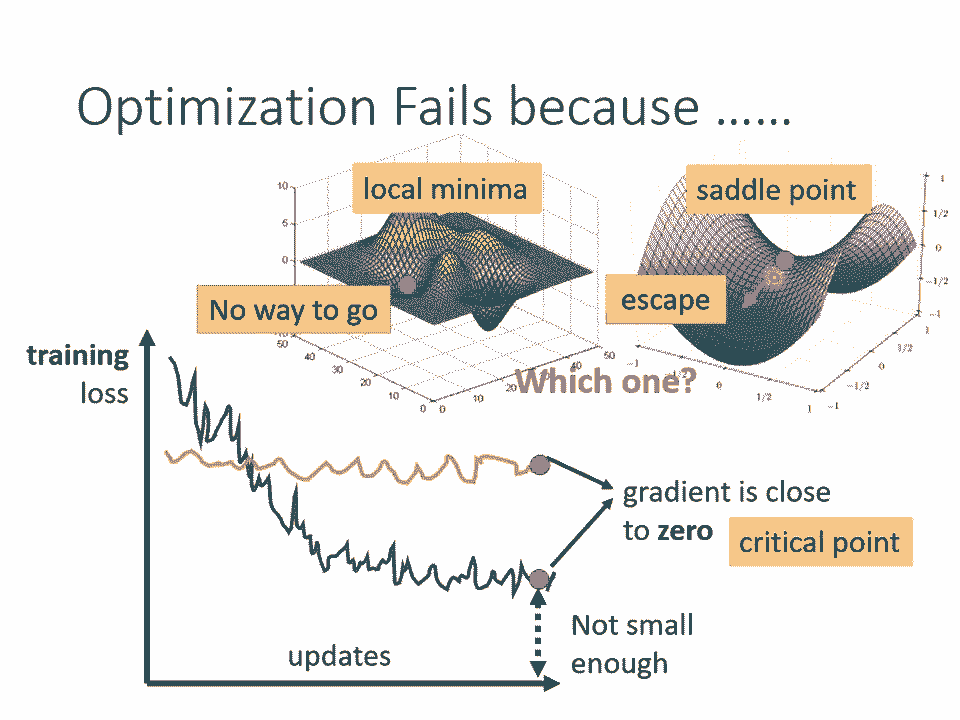 Optimization Fails because ……
local minima
saddle point
No way to go
escape
10
5
0
50
40
30
20
10
0
0
10
20
30
40
50
−1
−1/2
0
1/2
1
−1
−1/2
0
1/2
1
1
1/2
0
−1/2
−1
Which one?
training
loss
gradient is close
to zero
critical point
Not small
enough
updates